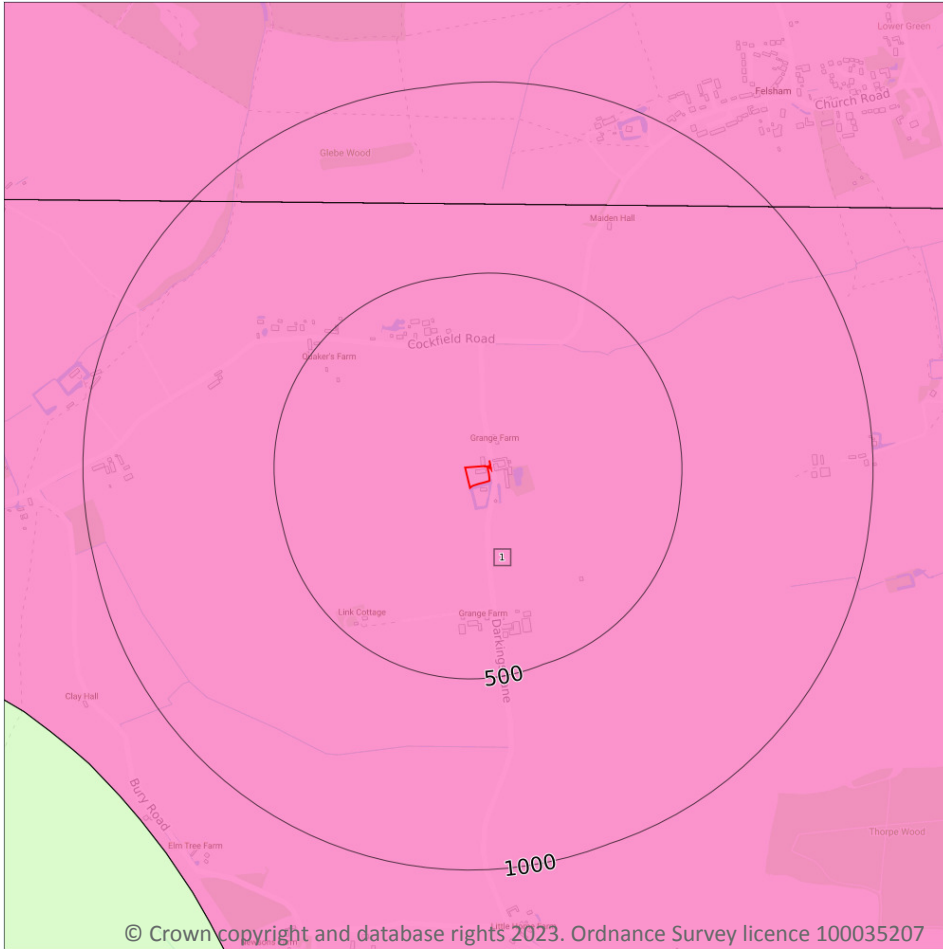 Lower Green
Felsham
Church Road
Glebe Wood
Maiden Hall
Cockfield Road
Quaker's Farm
Grange Farm
1
Link Cottage
Grange Farm
500
Clay Hall
Bury Road
Elm Tree Farm
Thorpe Wood
1000
© Crown copyright and database rights 2023. Ordnance Survey licence 100035207